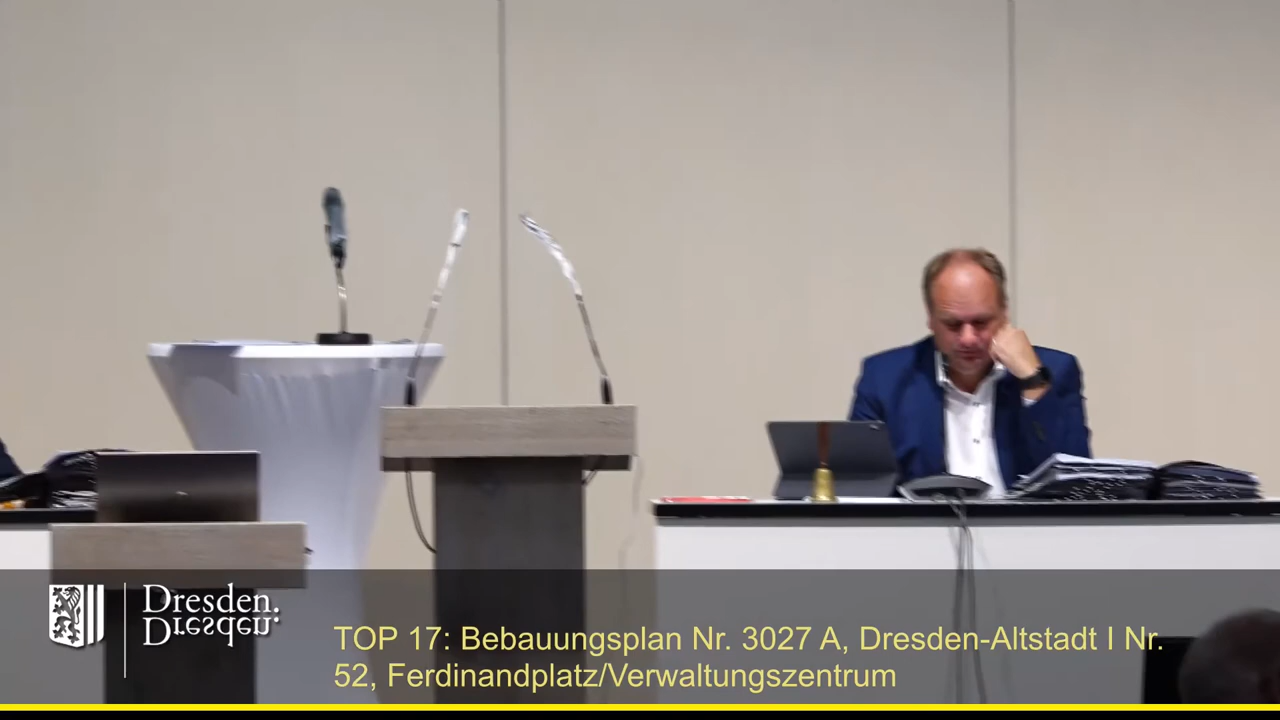 Dresden.
Dresden.
TOP 17: Bebauungsplan Nr. 3027 A, Dresden-Altstadt I Nr.
52, Ferdinandplatz/Verwaltungszentrum